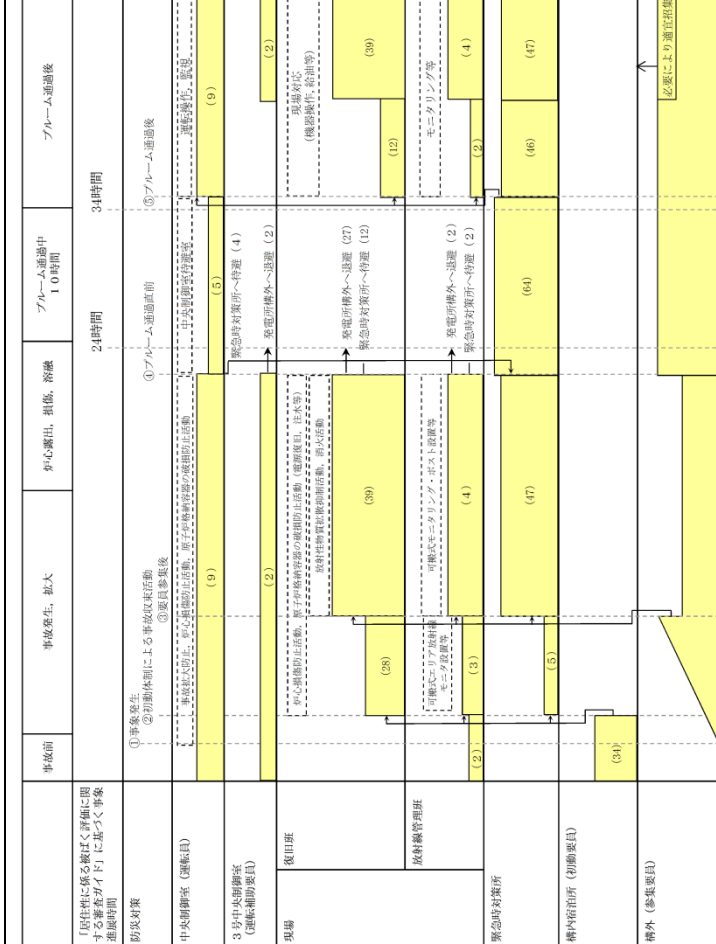 事故前
事故発生，拡大
炉心露出，損傷，溶融
プルーム通過中
１０時間
プルーム通過後
「居住性に係る被ばく評価に関
する審査ガイド」に基づく事象
進展時間
24時間
34時間
防災対策
①事象発生
②初動体制による事故収束活動
③要員参集後
④プルーム通過直前
⑤プルーム通過後
中央制御室（運転員）
事故拡大防止，炉心損傷防止活動，原子炉格納容器の破損防止活動
中央制御室待避室
運転操作，監視
(9)
(5)
(9)
3号中央制御室
（運転補助要員）
緊急時対策所へ待避（4）
(2)
発電所構外へ退避（2）
(2)
現場
復旧班
炉心損傷防止活動，原子炉格納容器の破損防止活動（電源復旧，注水等）
放射性物質拡散抑制活動，消火活動
現場対応
（機器操作，給油等）
(28)
(39)
発電所構外へ退避（27）
緊急時対策所へ待避（12）
(12)
(39)
放射線管理班
可搬式エリア放射線
モニタ設置等
可搬式モニタリング・ポスト設置等
モニタリング等
(2)
(3)
(4)
発電所構外へ退避（2）
緊急時対策所へ待避（2）
(2)
(4)
緊急時対策所
(5)
(47)
(64)
(46)
(47)
構内宿泊所（初動要員）
(34)
構外（参集要員）
必要により適宜招集